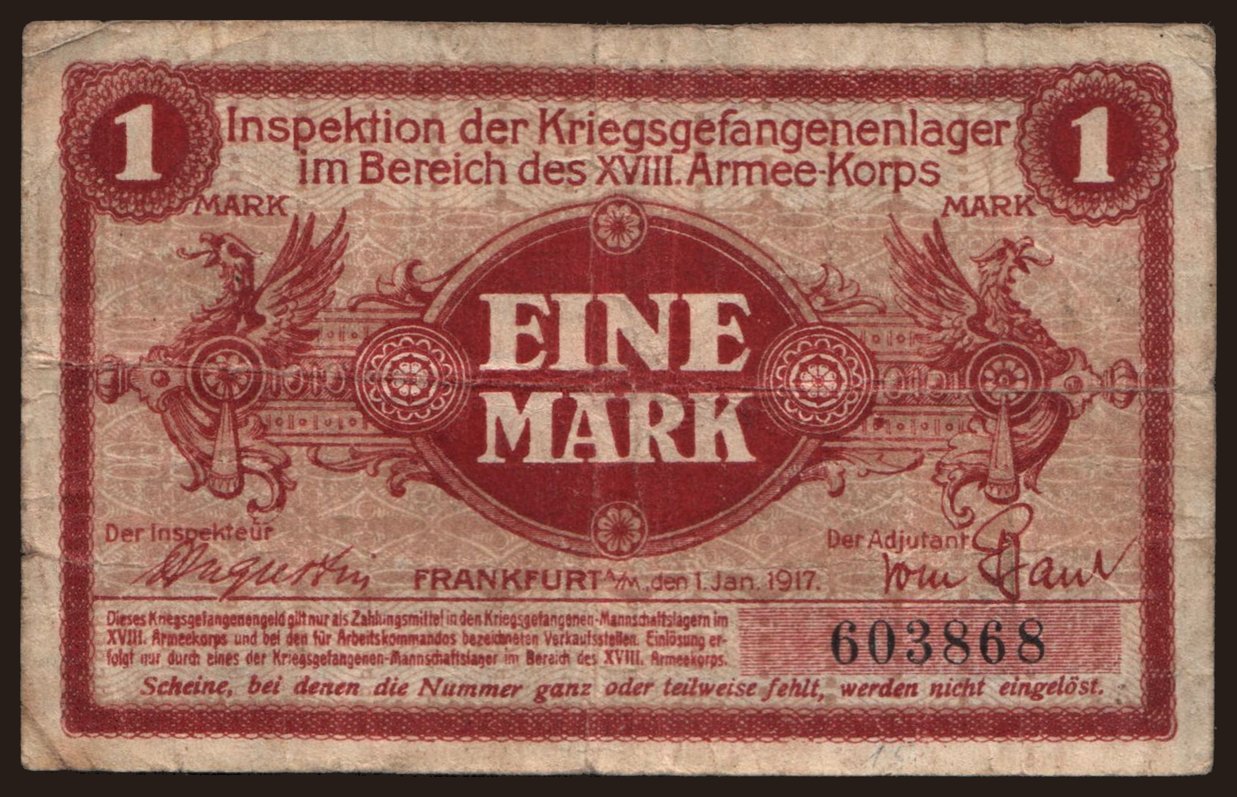 1 Inspektion der Kriegsgefangenenlager 1
im Bereich des XVIII. Armee-Korps
MARK MARK
EINE
MARK
Der Inspekteur Der Adjutant
Augustin FRANKFURT A/M., den 1. Jan. 1917. vom
Dieses Kriegsgefangenengeld gilt nur als Zahlungsmittel in den Kriegsgefangenen-Mannschaftslagern im
XVIII. Armeekorps und bei den für Arbeitskommandos bezeichneten Verkaufsstellen. Einlösung er-
folgt nur durch eines der Kriegsgefangenen-Mannschaftslager im Bereich des XVIII. Armeekorps.
603868
Scheine, bei denen die Nummer ganz oder teilweise fehlt, werden nicht eingelöst.